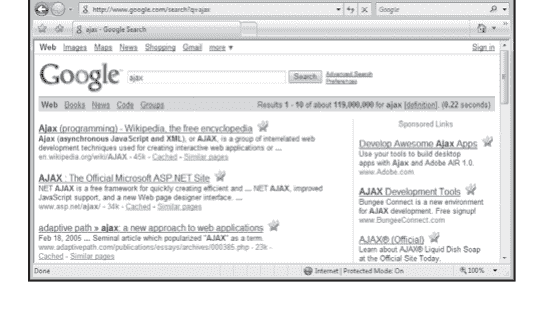 http://www.google.com/search?q=ajax
Google
ajax - Google Search
Web Images Maps News Shopping Gmail more ▼ Sign in
Google ajax Search Advanced Search
Preferences
Web Books News Code Groups Results 1 - 10 of about 119,000,000 for ajax [definition]. (0.22 seconds)
Ajax (programming) - Wikipedia, the free encyclopedia
Ajax (asynchronous JavaScript and XML), or AJAX, is a group of interrelated web
development techniques used for creating interactive web applications or ...
en.wikipedia.org/wiki/AJAX - 45k - Cached - Similar pages
AJAX : The Official Microsoft ASP.NET Site
NET AJAX is a free framework for quickly creating efficient and ... NET AJAX, improved
JavaScript support, and a new Web page designer interface. ...
www.asp.net/ajax/ - 34k - Cached - Similar pages
adaptive path » ajax: a new approach to web applications
Feb 18, 2005 ... Seminal article which popularized "AJAX" as a term.
www.adaptivepath.com/publications/essays/archives/000385.php - 23k -
Cached - Similar pages
Sponsored Links
Develop Awesome Ajax Apps
Use your tools to build desktop
apps with Ajax and Adobe AIR 1.0.
www.Adobe.com
AJAX Development Tools
Bungee Connect is a new environment
for AJAX development. Free signup!
www.BungeeConnect.com
AJAX® (Official)
Learn about AJAX® Liquid Dish Soap
at the Official Site Today.
Done Internet | Protected Mode: On 100%